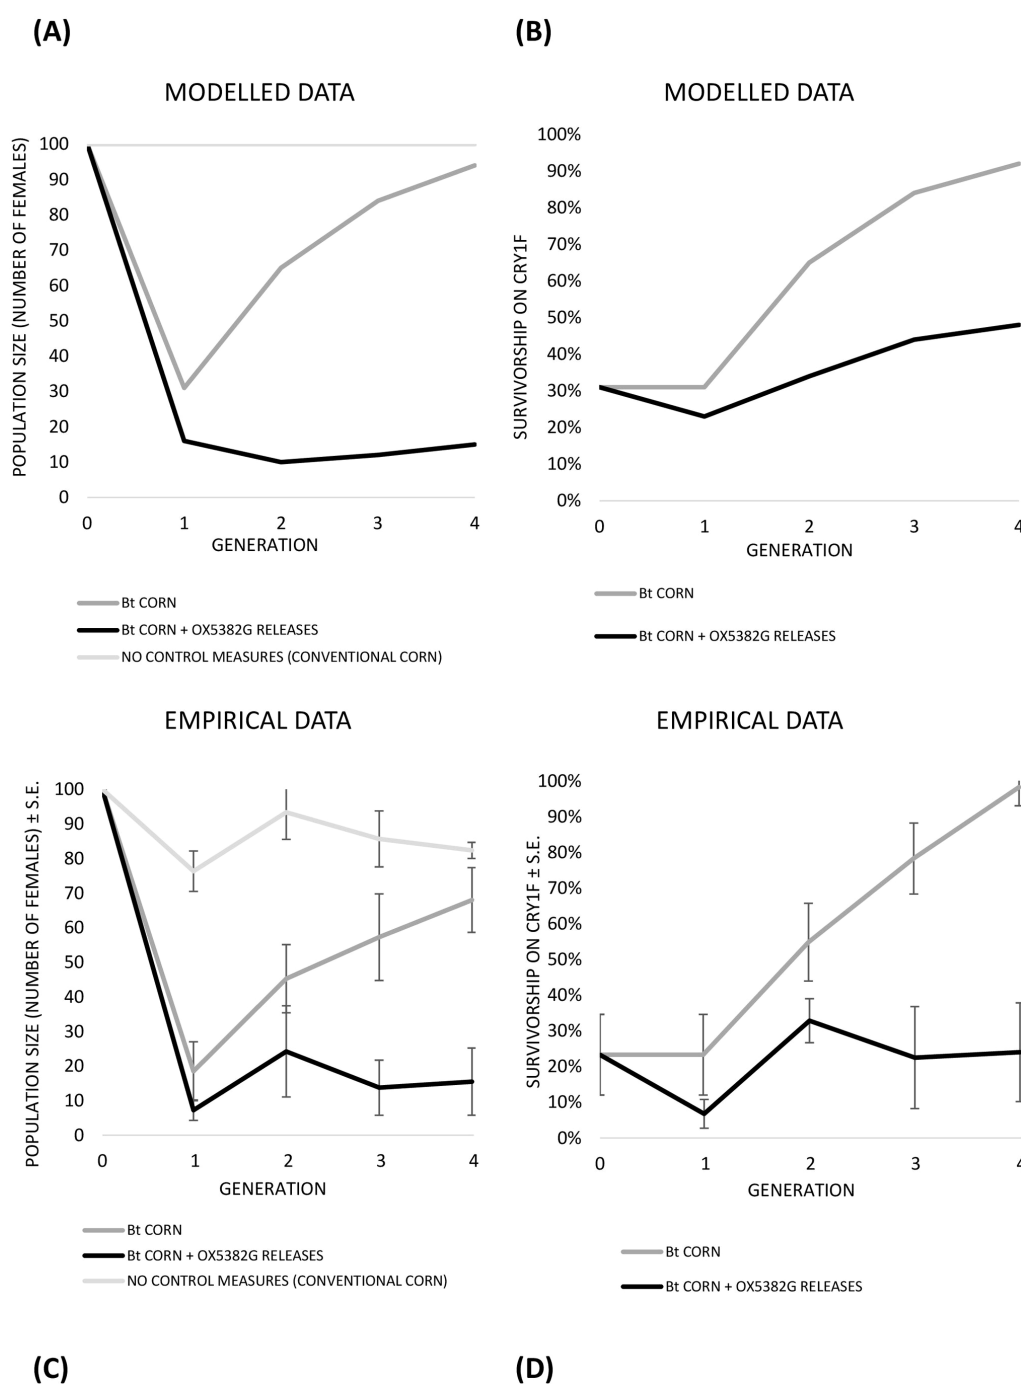 (A)
(B)
MODELLED DATA
MODELLED DATA
POPULATION SIZE (NUMBER OF FEMALES)
100
90
80
70
60
50
40
30
20
10
0
0 1 2 3 4
GENERATION
Bt CORN
Bt CORN + OX5382G RELEASES
NO CONTROL MEASURES (CONVENTIONAL CORN)
SURVIVORSHIP ON CRY1F
100%
90%
80%
70%
60%
50%
40%
30%
20%
10%
0%
0 1 2 3 4
GENERATION
Bt CORN
Bt CORN + OX5382G RELEASES
EMPIRICAL DATA
EMPIRICAL DATA
POPULATION SIZE (NUMBER OF FEMALES) ± S.E.
100
90
80
70
60
50
40
30
20
10
0
0 1 2 3 4
GENERATION
Bt CORN
Bt CORN + OX5382G RELEASES
NO CONTROL MEASURES (CONVENTIONAL CORN)
SURVIVORSHIP ON CRY1F ± S.E.
100%
90%
80%
70%
60%
50%
40%
30%
20%
10%
0%
0 1 2 3 4
GENERATION
Bt CORN
Bt CORN + OX5382G RELEASES
(C)
(D)